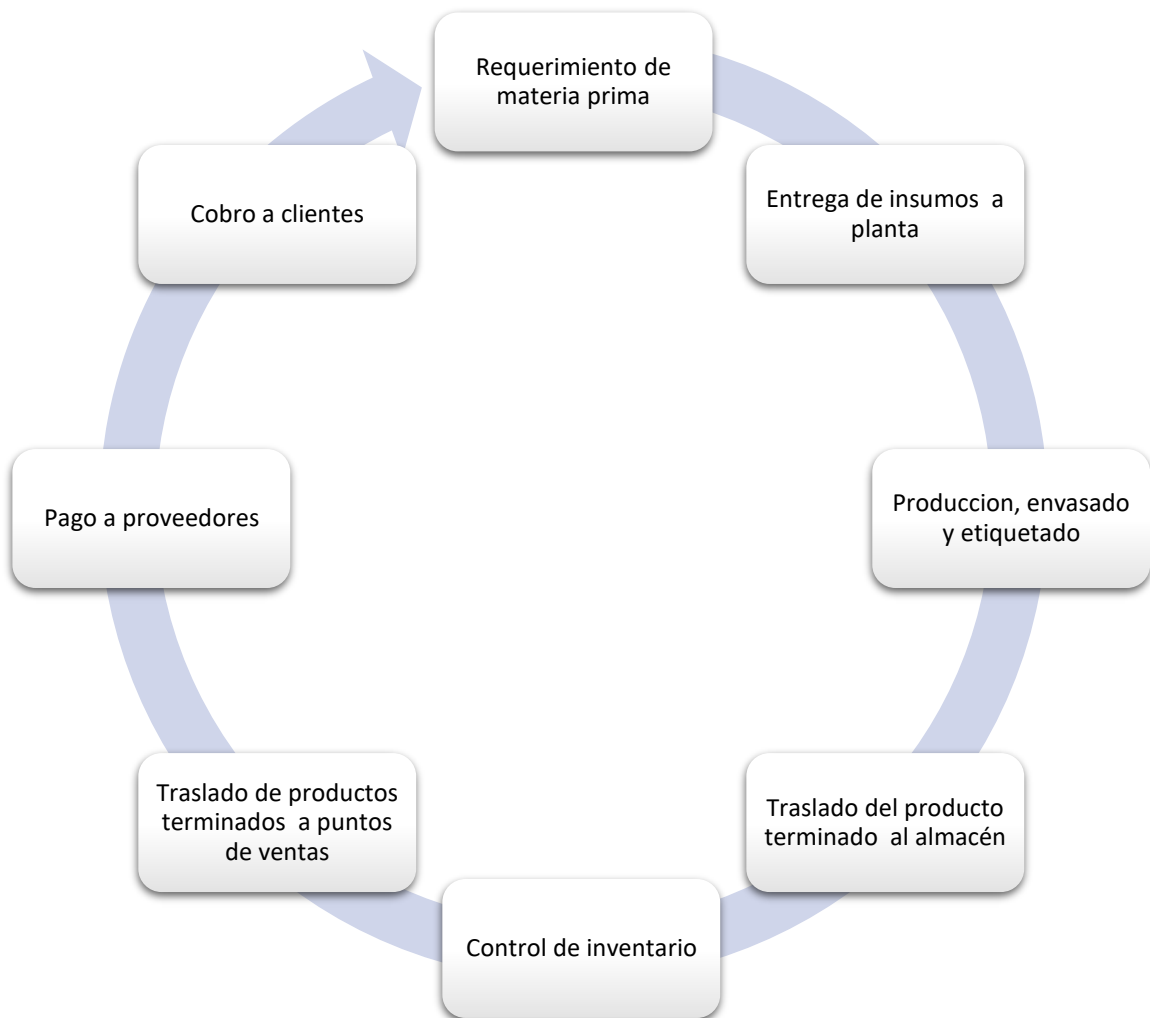 Requerimiento de
materia prima
Entrega de insumos  a
planta
Produccion, envasado
y etiquetado
Traslado del producto
terminado  al almacén
Control de inventario
Traslado de productos
terminados  a puntos
de ventas
Pago a proveedores
Cobro a clientes